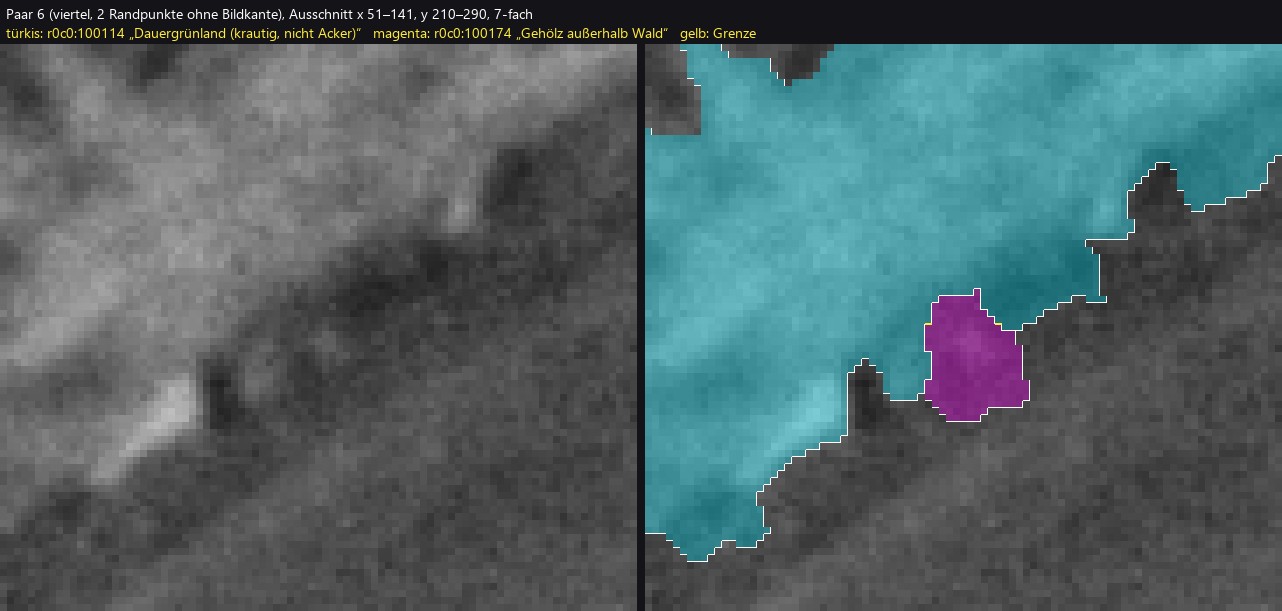 Paar 6 (viertel, 2 Randpunkte ohne Bildkante), Ausschnitt x 51–141, y 210–290, 7-fach
türkis: r0c0:100114 „Dauergrünland (krautig, nicht Acker)“ magenta: r0c0:100174 „Gehölz außerhalb Wald“ gelb: Grenze